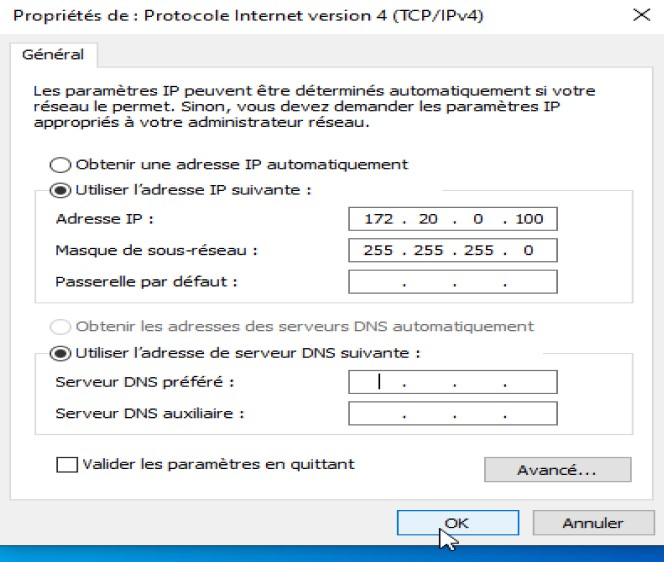 Propriétés de : Protocole Internet version 4 (TCP/IPv4)
Général
Les paramètres IP peuvent être déterminés automatiquement si votre
réseau le permet. Sinon, vous devez demander les paramètres IP
appropriés à votre administrateur réseau.
Obtenir une adresse IP automatiquement
Utiliser l'adresse IP suivante :
Adresse IP : 172 . 20 . 0 . 100
Masque de sous-réseau : 255 . 255 . 255 . 0
Passerelle par défaut : . . .
Obtenir les adresses des serveurs DNS automatiquement
Utiliser l'adresse de serveur DNS suivante :
Serveur DNS préféré : . . .
Serveur DNS auxiliaire : . . .
Valider les paramètres en quittant
Avancé...
OK Annuler